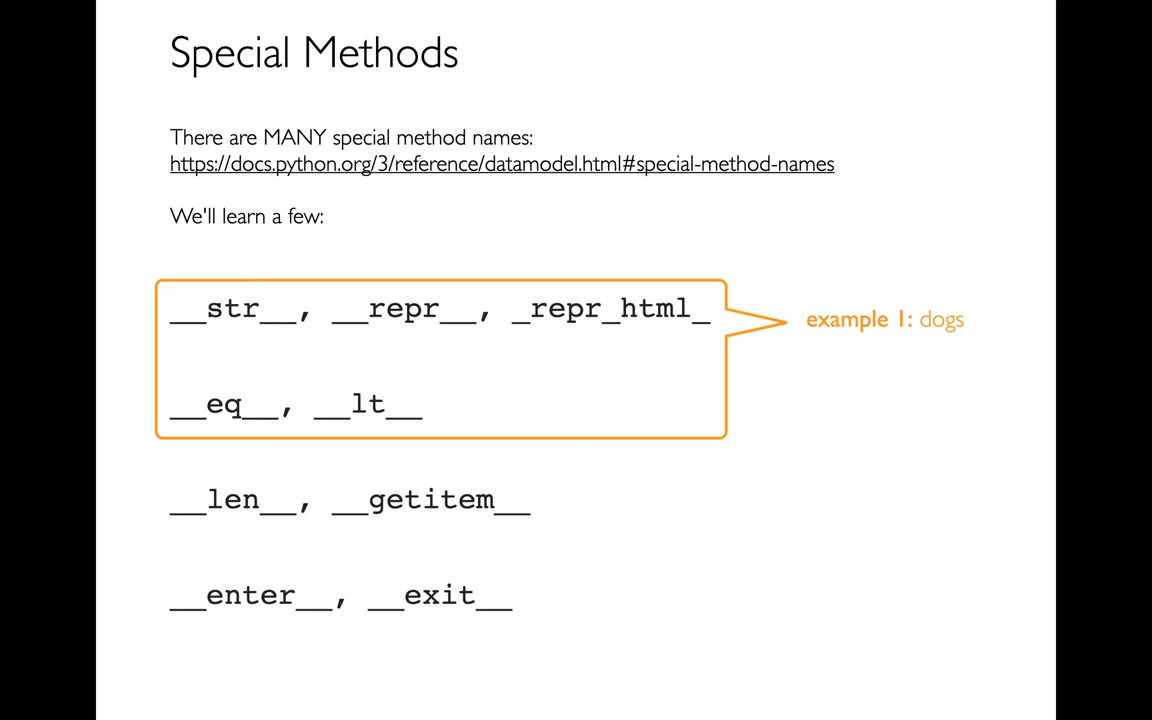 Special Methods
There are MANY special method names:
https://docs.python.org/3/reference/datamodel.html#special-method-names
We'll learn a few:
__str__, __repr__, _repr_html_
example 1: dogs
__eq__, __lt__
__len__, __getitem__
__enter__, __exit__